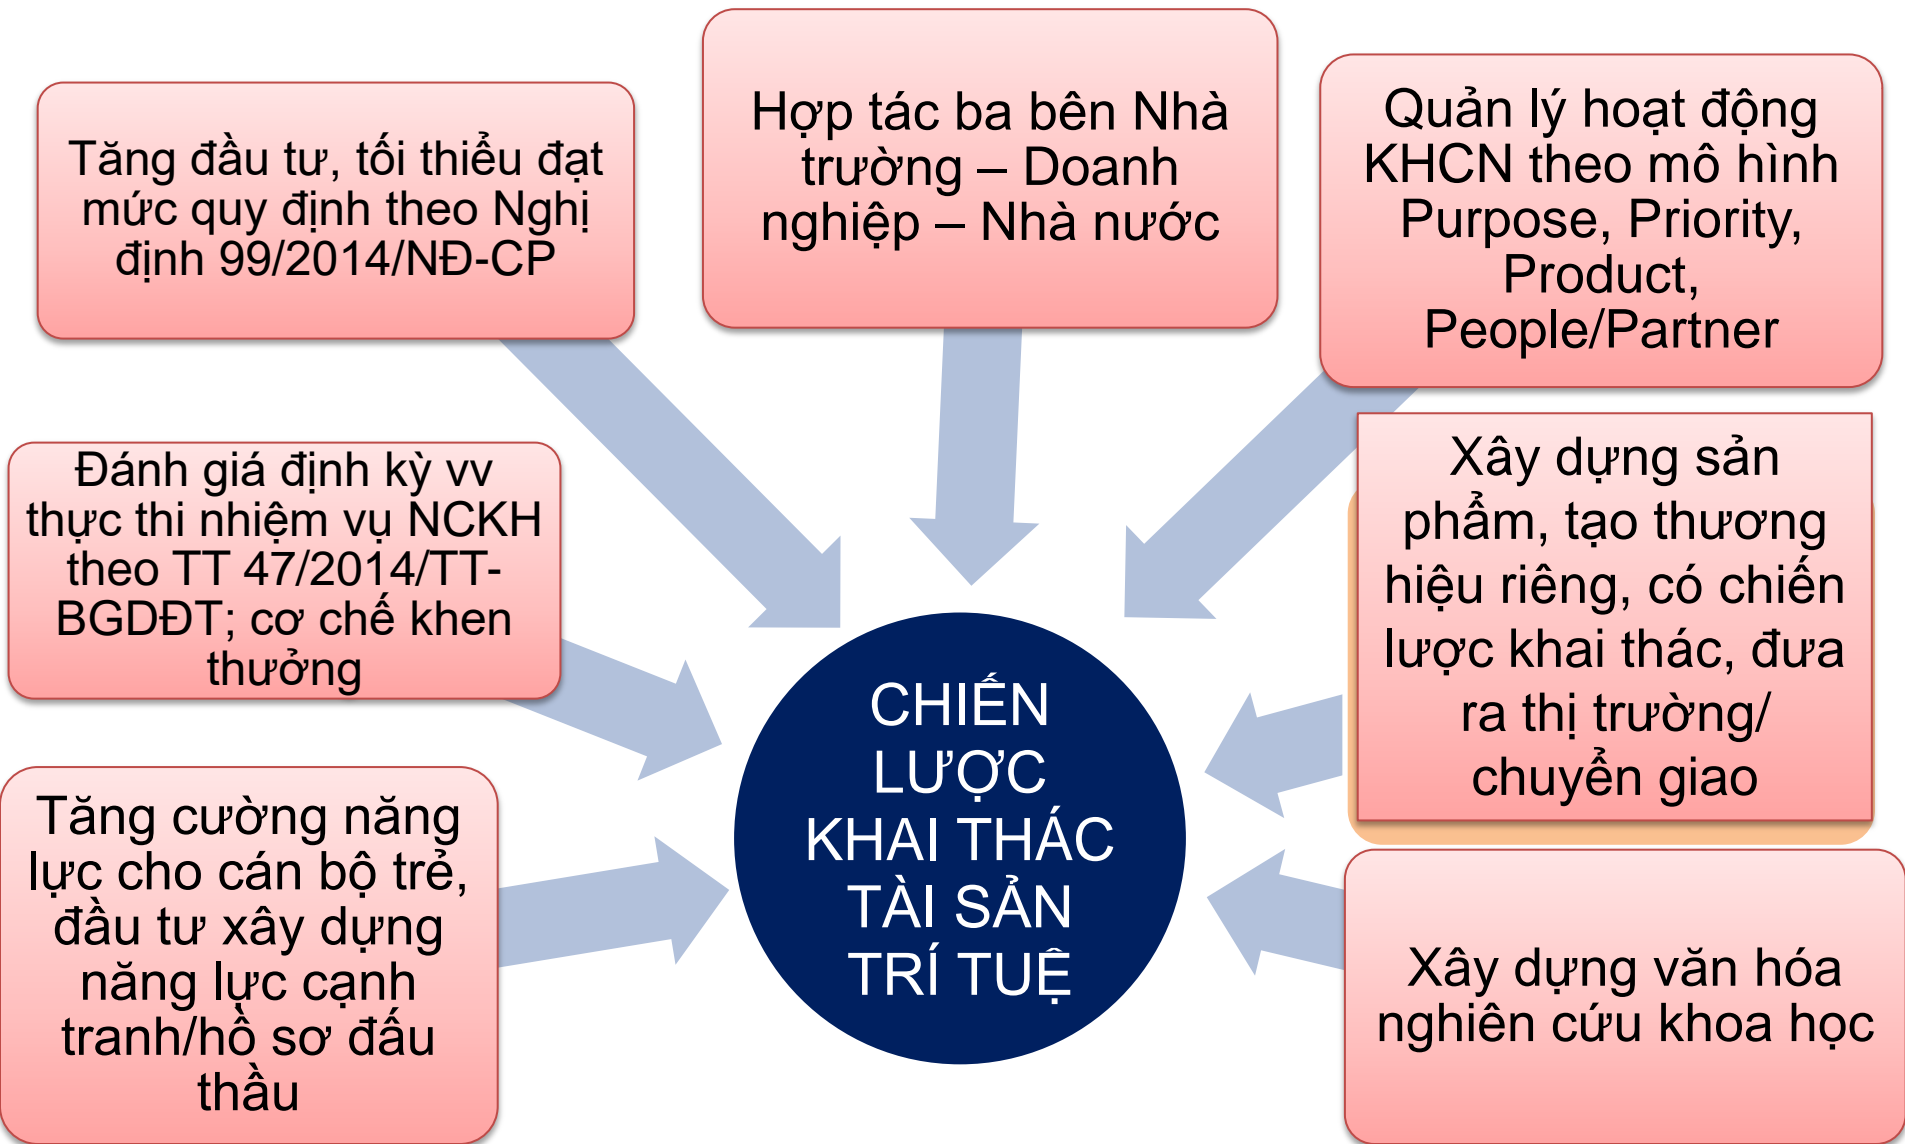 Tăng đầu tư, tối thiểu đạt
mức quy định theo Nghị
định 99/2014/NĐ-CP
Hợp tác ba bên Nhà
trường – Doanh
nghiệp – Nhà nước
Quản lý hoạt động
KHCN theo mô hình
Purpose, Priority,
Product,
People/Partner
Đánh giá định kỳ vv
thực thi nhiệm vụ NCKH
theo TT 47/2014/TT-
BGDĐT; cơ chế khen
thưởng
Xây dựng sản
phẩm, tạo thương
hiệu riêng, có chiến
lược khai thác, đưa
ra thị trường/
chuyển giao
Tăng cường năng
lực cho cán bộ trẻ,
đầu tư xây dựng
năng lực cạnh
tranh/hồ sơ đấu
thầu
CHIẾN
LƯỢC
KHAI THÁC
TÀI SẢN
TRÍ TUỆ
Xây dựng văn hóa
nghiên cứu khoa học